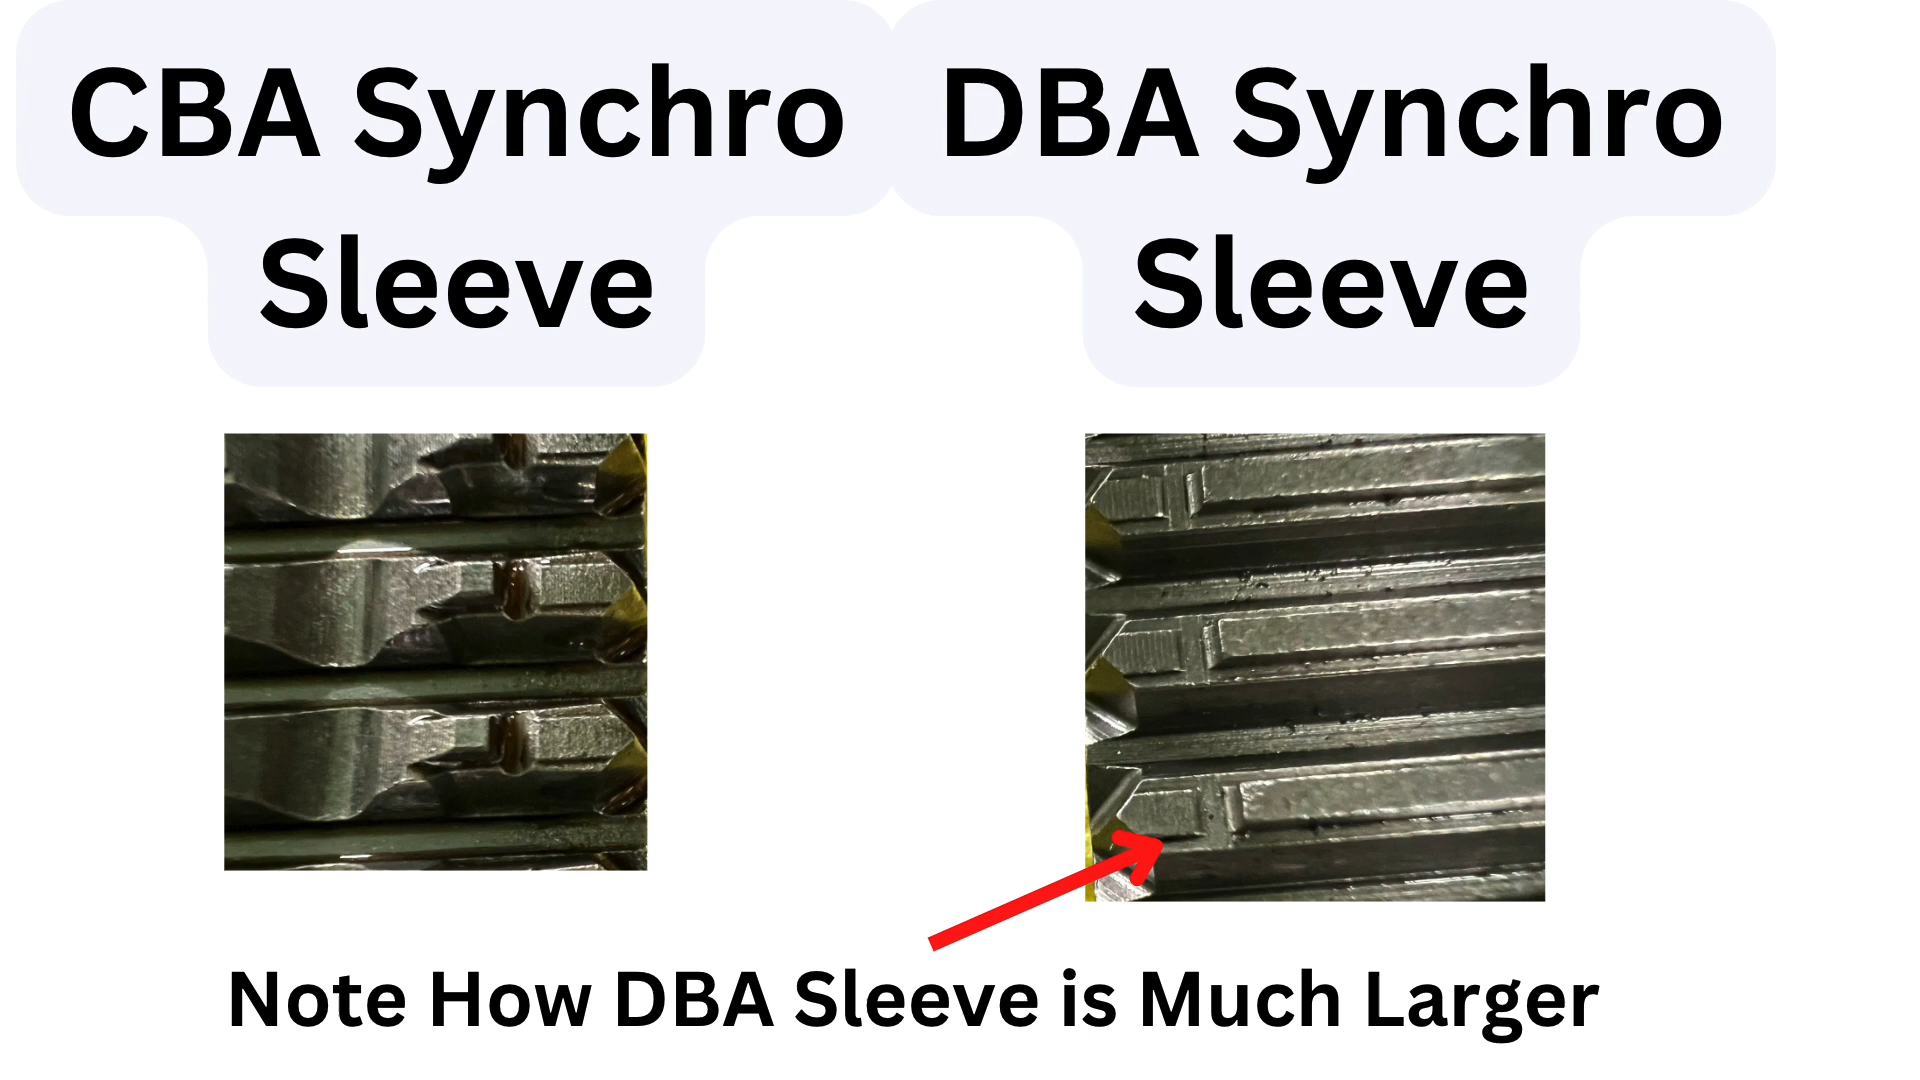 CBA Synchro
Sleeve
DBA Synchro
Sleeve
Note How DBA Sleeve is Much Larger